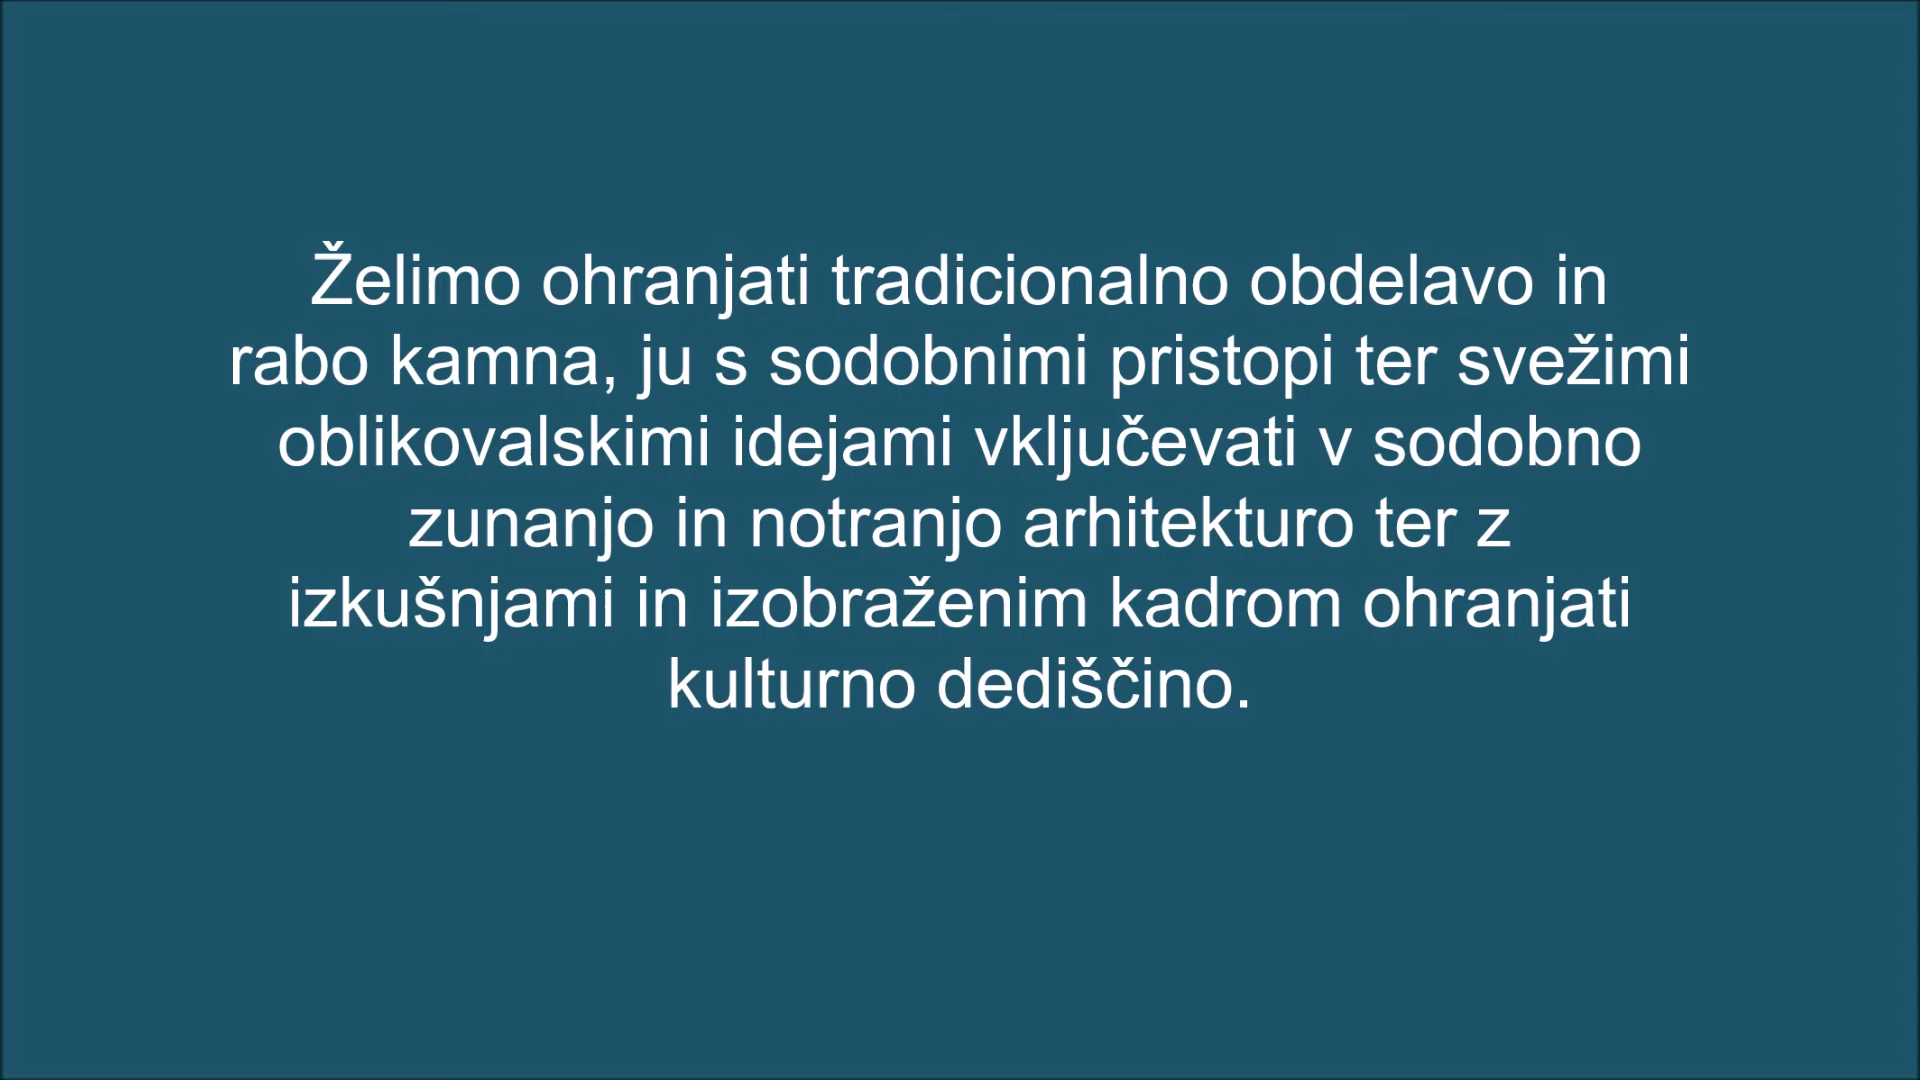 Želimo ohranjati tradicionalno obdelavo in
rabo kamna, ju s sodobnimi pristopi ter svežimi
oblikovalskimi idejami vključevati v sodobno
zunanjo in notranjo arhitekturo ter z
izkušnjami in izobraženim kadrom ohranjati
kulturno dediščino.